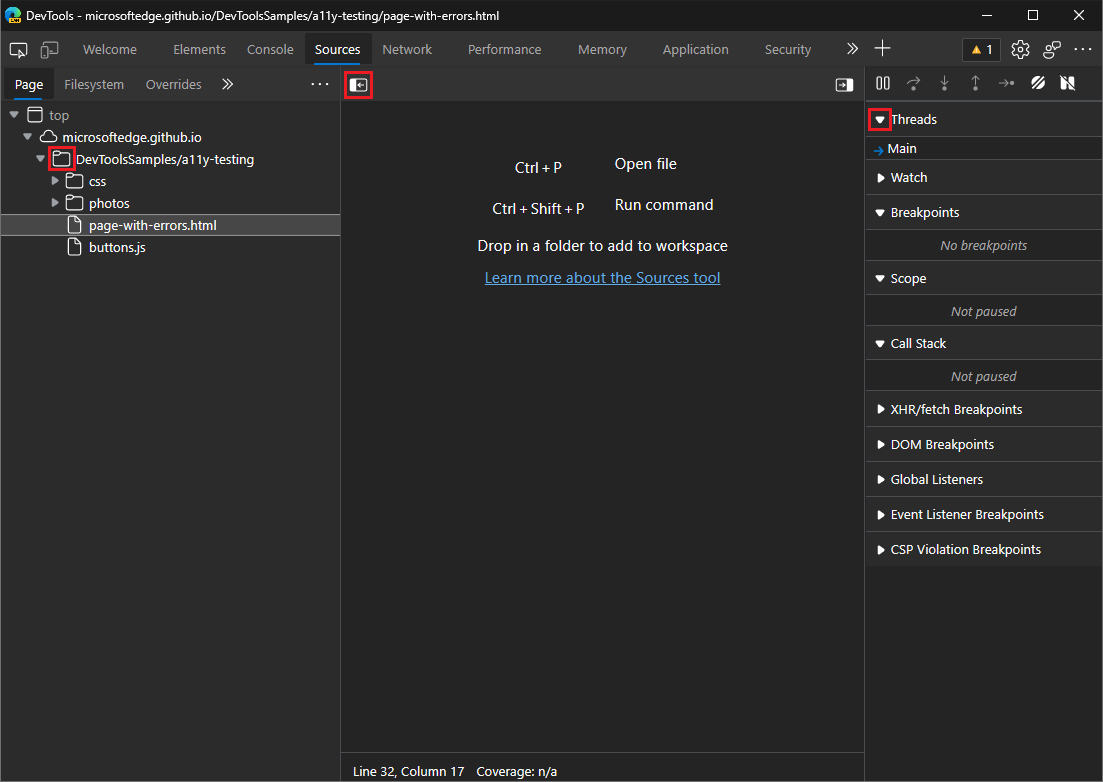 DevTools - microsoftedge.github.io/DevToolsSamples/a11y-testing/page-with-errors.html
Welcome Elements Console Sources Network Performance Memory Application Security 1
Page Filesystem Overrides
top
microsoftedge.github.io
DevToolsSamples/a11y-testing
css
photos
page-with-errors.html
buttons.js
Ctrl + P Open file
Ctrl + Shift + P Run command
Drop in a folder to add to workspace
Learn more about the Sources tool
Line 32, Column 17 Coverage: n/a
Threads
Main
Watch
Breakpoints
No breakpoints
Scope
Not paused
Call Stack
Not paused
XHR/fetch Breakpoints
DOM Breakpoints
Global Listeners
Event Listener Breakpoints
CSP Violation Breakpoints